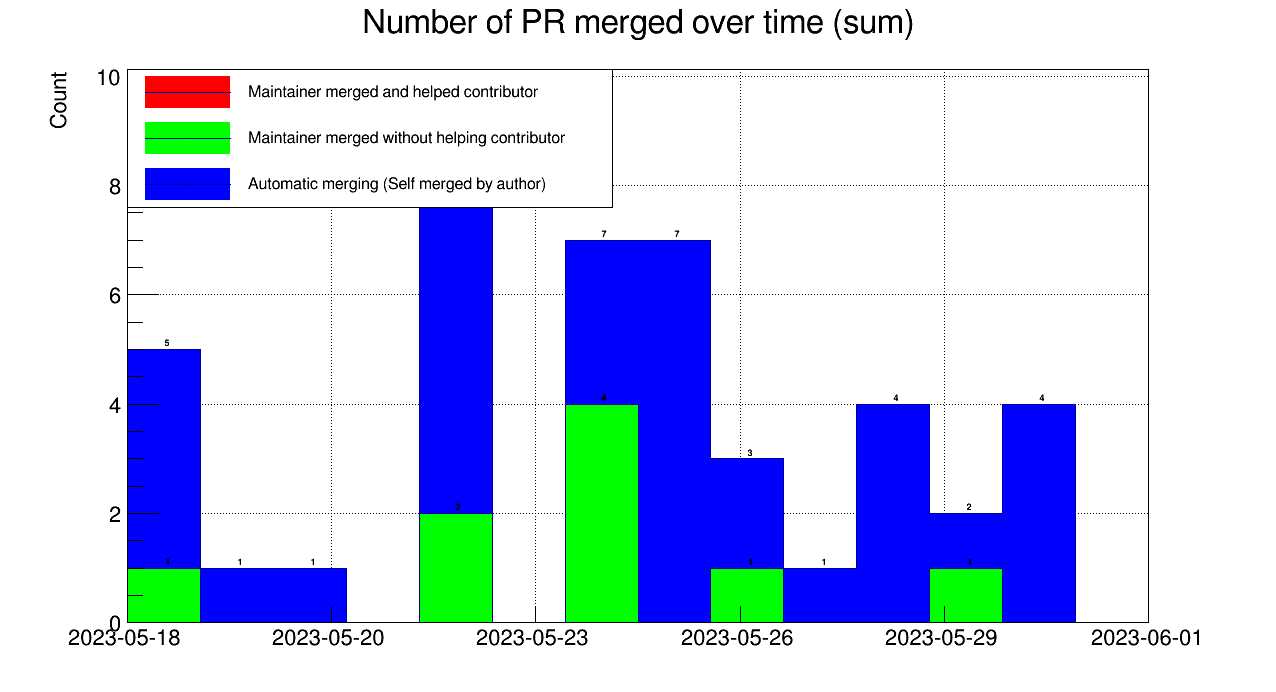 Number of PR merged over time (sum)
Count
10
Maintainer merged and helped contributor
Maintainer merged without helping contributor
8
Automatic merging (Self merged by author)
7 7
6
5
4
4 4 4
3
2
2 2
1 1 1 1 1 1
0
2023-05-18 2023-05-20 2023-05-23 2023-05-26 2023-05-29 2023-06-01